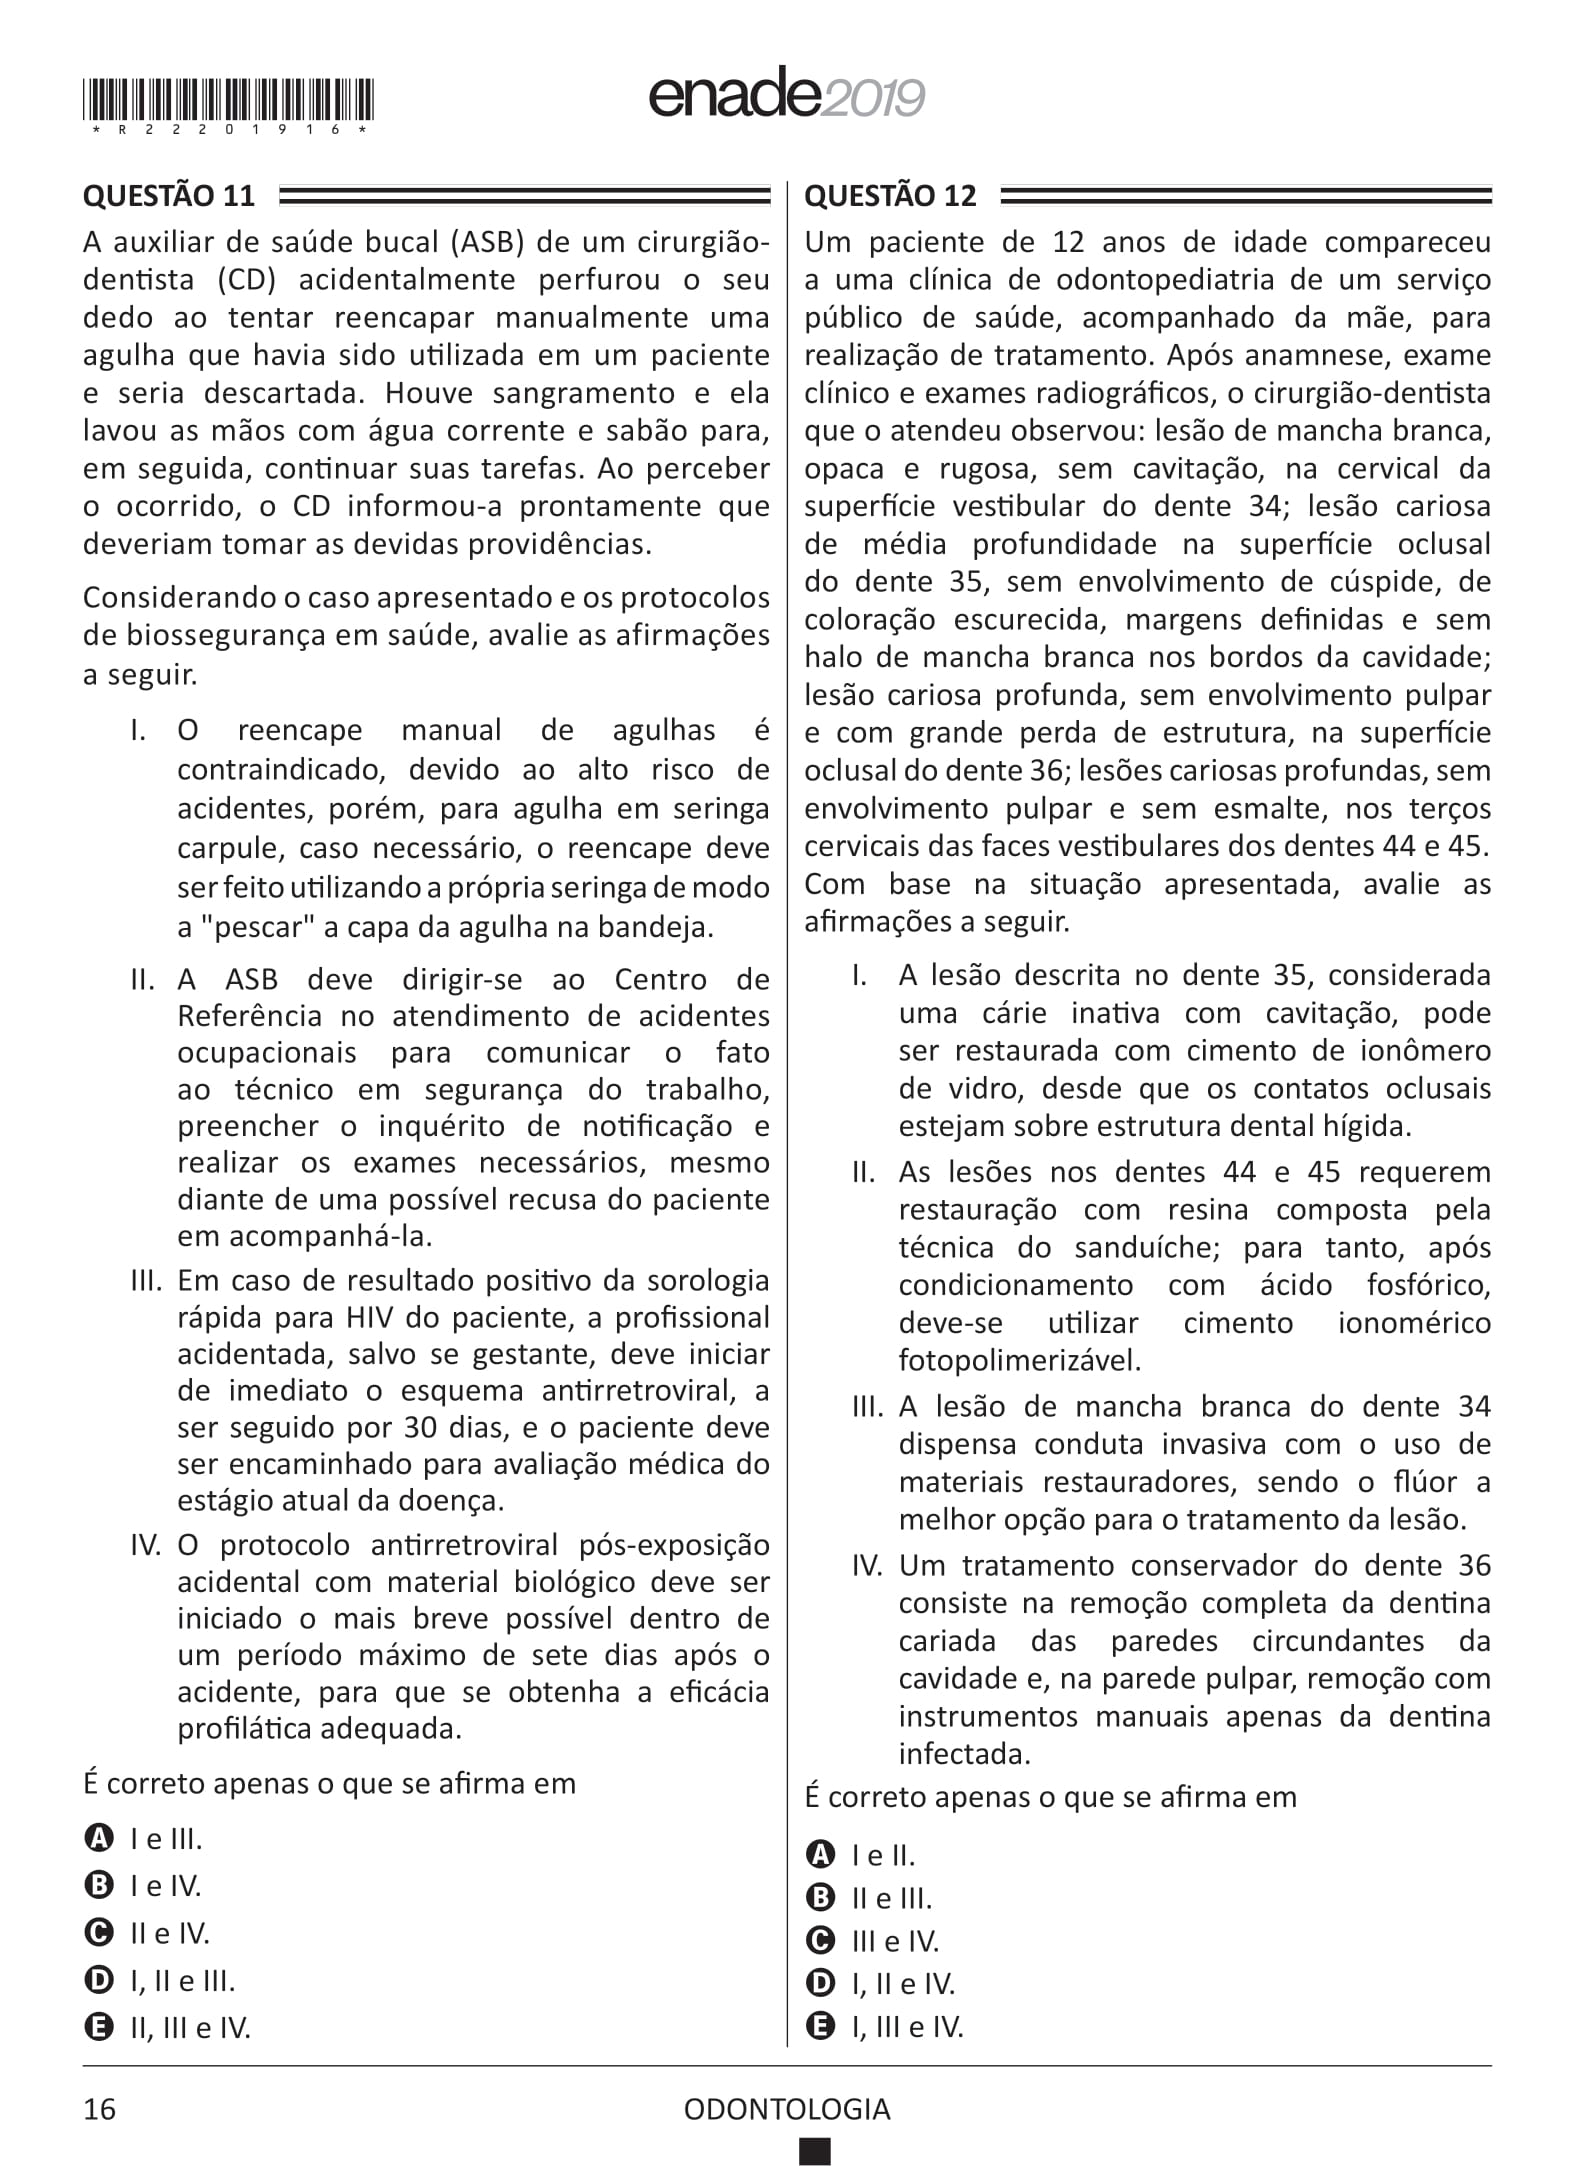 *R22201916*
enade2019
QUESTÃO 11
A auxiliar de saúde bucal (ASB) de um cirurgião-
dentista (CD) acidentalmente perfurou o seu
dedo ao tentar reencapar manualmente uma
agulha que havia sido utilizada em um paciente
e seria descartada. Houve sangramento e ela
lavou as mãos com água corrente e sabão para,
em seguida, continuar suas tarefas. Ao perceber
o ocorrido, o CD informou-a prontamente que
deveriam tomar as devidas providências.
Considerando o caso apresentado e os protocolos
de biossegurança em saúde, avalie as afirmações
a seguir.
I. O reencape manual de agulhas é
contraindicado, devido ao alto risco de
acidentes, porém, para agulha em seringa
carpule, caso necessário, o reencape deve
ser feito utilizando a própria seringa de modo
a "pescar" a capa da agulha na bandeja.
II. A ASB deve dirigir-se ao Centro de
Referência no atendimento de acidentes
ocupacionais para comunicar o fato
ao técnico em segurança do trabalho,
preencher o inquérito de notificação e
realizar os exames necessários, mesmo
diante de uma possível recusa do paciente
em acompanhá-la.
III. Em caso de resultado positivo da sorologia
rápida para HIV do paciente, a profissional
acidentada, salvo se gestante, deve iniciar
de imediato o esquema antirretroviral, a
ser seguido por 30 dias, e o paciente deve
ser encaminhado para avaliação médica do
estágio atual da doença.
IV. O protocolo antirretroviral pós-exposição
acidental com material biológico deve ser
iniciado o mais breve possível dentro de
um período máximo de sete dias após o
acidente, para que se obtenha a eficácia
profilática adequada.
É correto apenas o que se afirma em
A I e III.
B I e IV.
C II e IV.
D I, II e III.
E II, III e IV.
QUESTÃO 12
Um paciente de 12 anos de idade compareceu
a uma clínica de odontopediatria de um serviço
público de saúde, acompanhado da mãe, para
realização de tratamento. Após anamnese, exame
clínico e exames radiográficos, o cirurgião-dentista
que o atendeu observou: lesão de mancha branca,
opaca e rugosa, sem cavitação, na cervical da
superfície vestibular do dente 34; lesão cariosa
de média profundidade na superfície oclusal
do dente 35, sem envolvimento de cúspide, de
coloração escurecida, margens definidas e sem
halo de mancha branca nos bordos da cavidade;
lesão cariosa profunda, sem envolvimento pulpar
e com grande perda de estrutura, na superfície
oclusal do dente 36; lesões cariosas profundas, sem
envolvimento pulpar e sem esmalte, nos terços
cervicais das faces vestibulares dos dentes 44 e 45.
Com base na situação apresentada, avalie as
afirmações a seguir.
I. A lesão descrita no dente 35, considerada
uma cárie inativa com cavitação, pode
ser restaurada com cimento de ionômero
de vidro, desde que os contatos oclusais
estejam sobre estrutura dental hígida.
II. As lesões nos dentes 44 e 45 requerem
restauração com resina composta pela
técnica do sanduíche; para tanto, após
condicionamento com ácido fosfórico,
deve-se utilizar cimento ionomérico
fotopolimerizável.
III. A lesão de mancha branca do dente 34
dispensa conduta invasiva com o uso de
materiais restauradores, sendo o flúor a
melhor opção para o tratamento da lesão.
IV. Um tratamento conservador do dente 36
consiste na remoção completa da dentina
cariada das paredes circundantes da
cavidade e, na parede pulpar, remoção com
instrumentos manuais apenas da dentina
infectada.
É correto apenas o que se afirma em
A I e II.
B II e III.
C III e IV.
D I, II e IV.
E I, III e IV.
16
ODONTOLOGIA